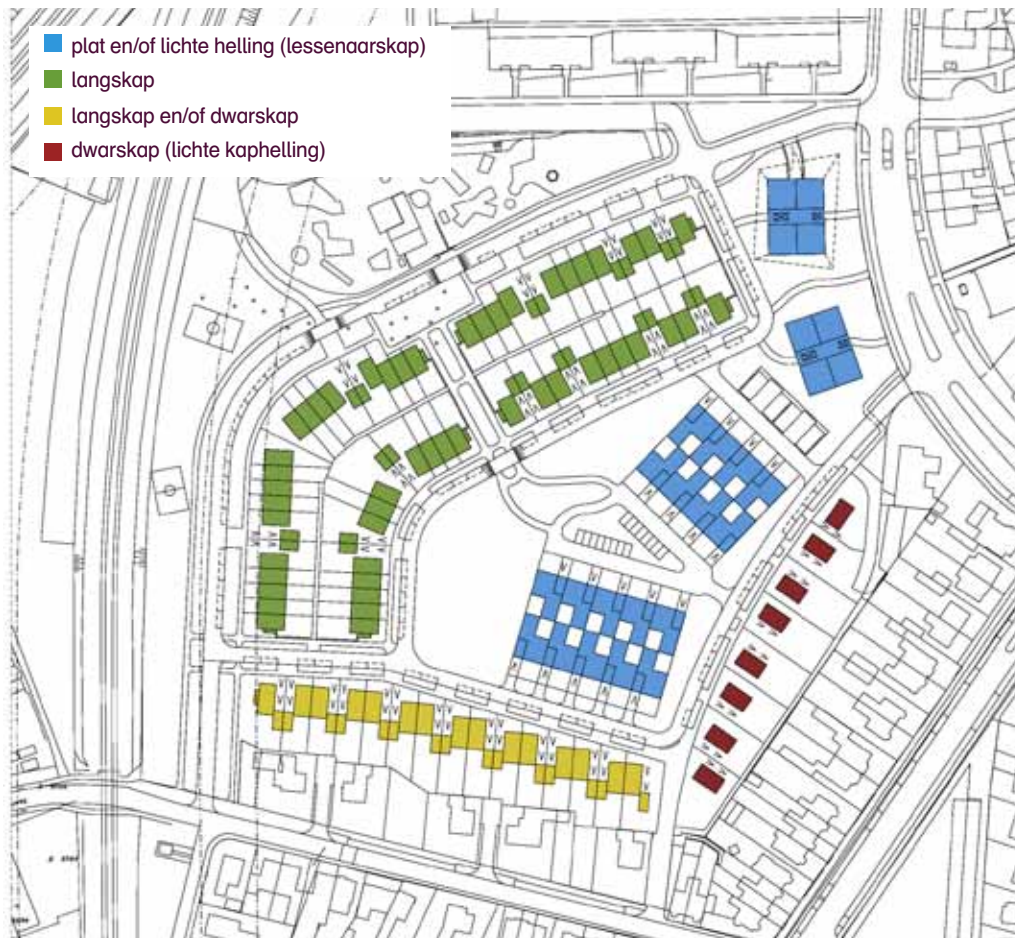 plat en/of lichte helling (lessenaarskap)
langskap
langskap en/of dwarskap
dwarskap (lichte kaphelling)